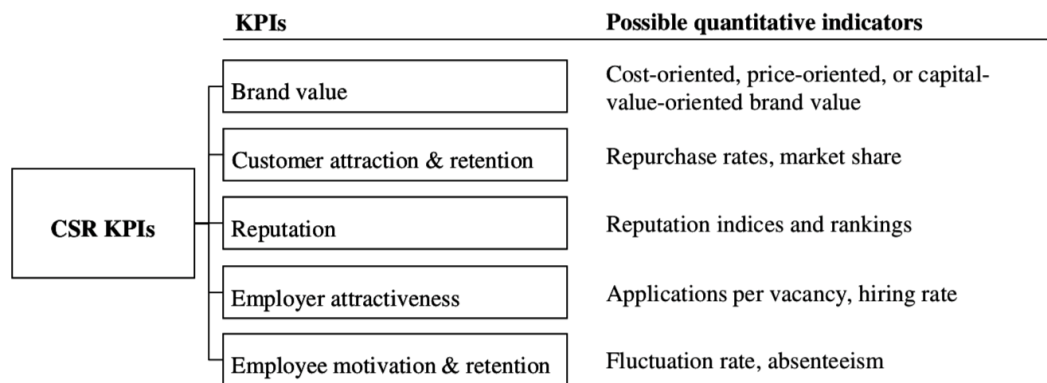 KPIs
Possible quantitative indicators
Brand value
Cost-oriented, price-oriented, or capital-
value-oriented brand value
Customer attraction & retention
Repurchase rates, market share
CSR KPIs
Reputation
Reputation indices and rankings
Employer attractiveness
Applications per vacancy, hiring rate
Employee motivation & retention
Fluctuation rate, absenteeism